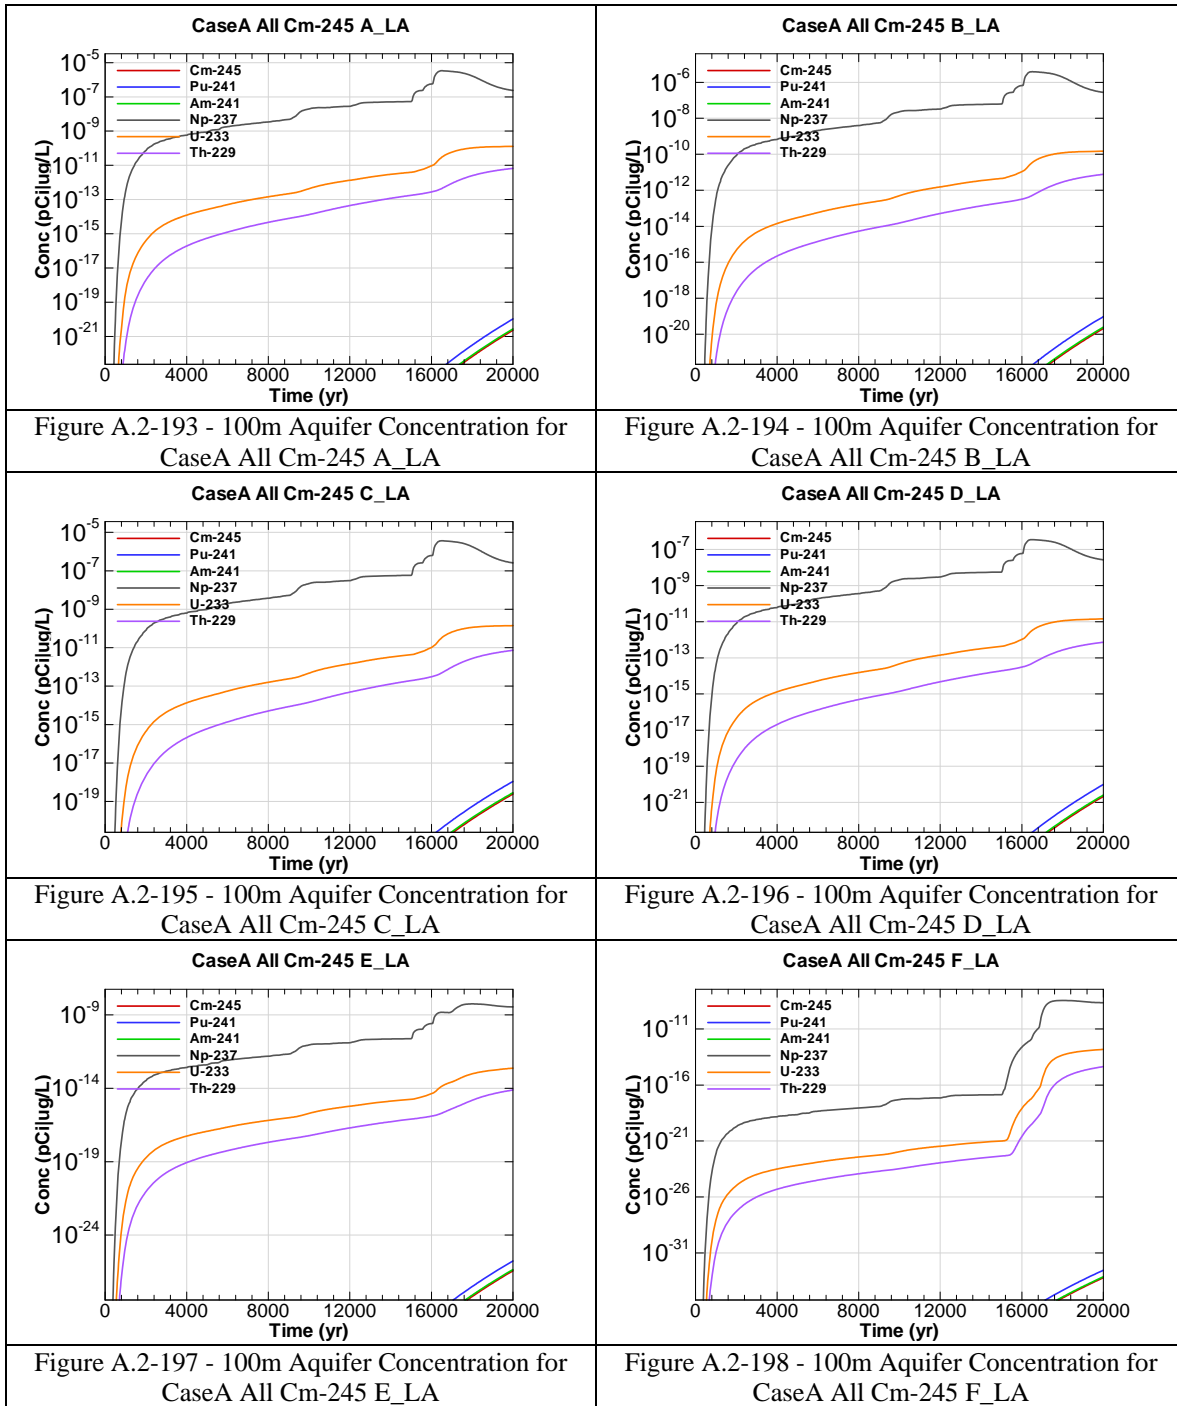 CaseA All Cm-245 A_LA
Conc (pCi|ug/L)
10^-5
10^-7
10^-9
10^-11
10^-13
10^-15
10^-17
10^-19
10^-21
Cm-245
Pu-241
Am-241
Np-237
U-233
Th-229
0 4000 8000 12000 16000 20000
Time (yr)
Figure A.2-193 - 100m Aquifer Concentration for
CaseA All Cm-245 A_LA
CaseA All Cm-245 B_LA
Conc (pCi|ug/L)
10^-6
10^-8
10^-10
10^-12
10^-14
10^-16
10^-18
10^-20
Cm-245
Pu-241
Am-241
Np-237
U-233
Th-229
0 4000 8000 12000 16000 20000
Time (yr)
Figure A.2-194 - 100m Aquifer Concentration for
CaseA All Cm-245 B_LA
CaseA All Cm-245 C_LA
Conc (pCi|ug/L)
10^-5
10^-7
10^-9
10^-11
10^-13
10^-15
10^-17
10^-19
Cm-245
Pu-241
Am-241
Np-237
U-233
Th-229
0 4000 8000 12000 16000 20000
Time (yr)
Figure A.2-195 - 100m Aquifer Concentration for
CaseA All Cm-245 C_LA
CaseA All Cm-245 D_LA
Conc (pCi|ug/L)
10^-7
10^-9
10^-11
10^-13
10^-15
10^-17
10^-19
10^-21
Cm-245
Pu-241
Am-241
Np-237
U-233
Th-229
0 4000 8000 12000 16000 20000
Time (yr)
Figure A.2-196 - 100m Aquifer Concentration for
CaseA All Cm-245 D_LA
CaseA All Cm-245 E_LA
Conc (pCi|ug/L)
10^-9
10^-14
10^-19
10^-24
Cm-245
Pu-241
Am-241
Np-237
U-233
Th-229
0 4000 8000 12000 16000 20000
Time (yr)
Figure A.2-197 - 100m Aquifer Concentration for
CaseA All Cm-245 E_LA
CaseA All Cm-245 F_LA
Conc (pCi|ug/L)
10^-11
10^-16
10^-21
10^-26
10^-31
Cm-245
Pu-241
Am-241
Np-237
U-233
Th-229
0 4000 8000 12000 16000 20000
Time (yr)
Figure A.2-198 - 100m Aquifer Concentration for
CaseA All Cm-245 F_LA